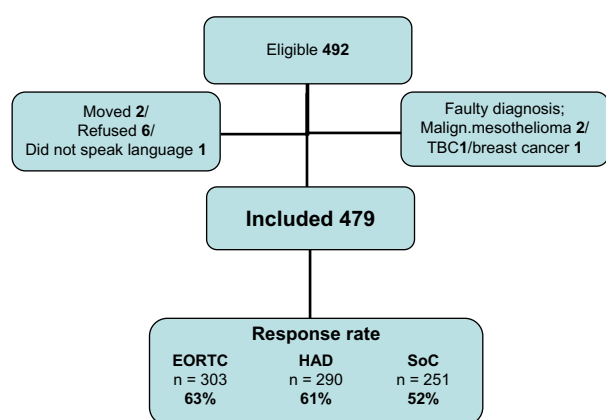 Eligible 492
Moved 2/
Refused 6/
Did not speak language 1
Faulty diagnosis;
Malign.mesothelioma 2/
TBC1/breast cancer 1
Included 479
Response rate
EORTC HAD SoC
n = 303 n = 290 n = 251
63% 61% 52%